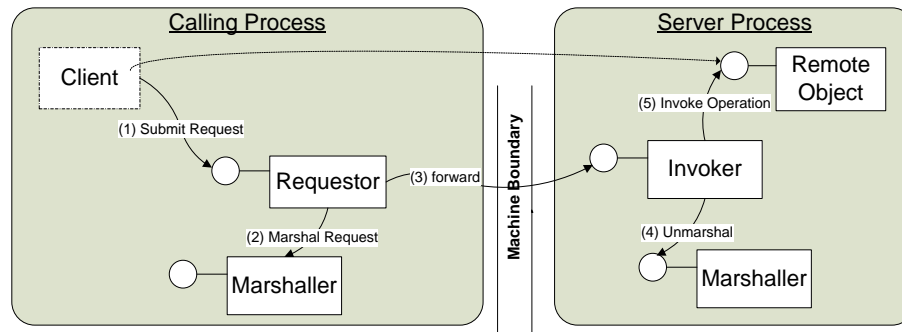 Calling Process
Server Process
Client
Remote
Object
(1) Submit Request
(5) Invoke Operation
Requestor
(3) forward
Machine Boundary
Invoker
(2) Marshal Request
(4) Unmarshal
Marshaller
Marshaller